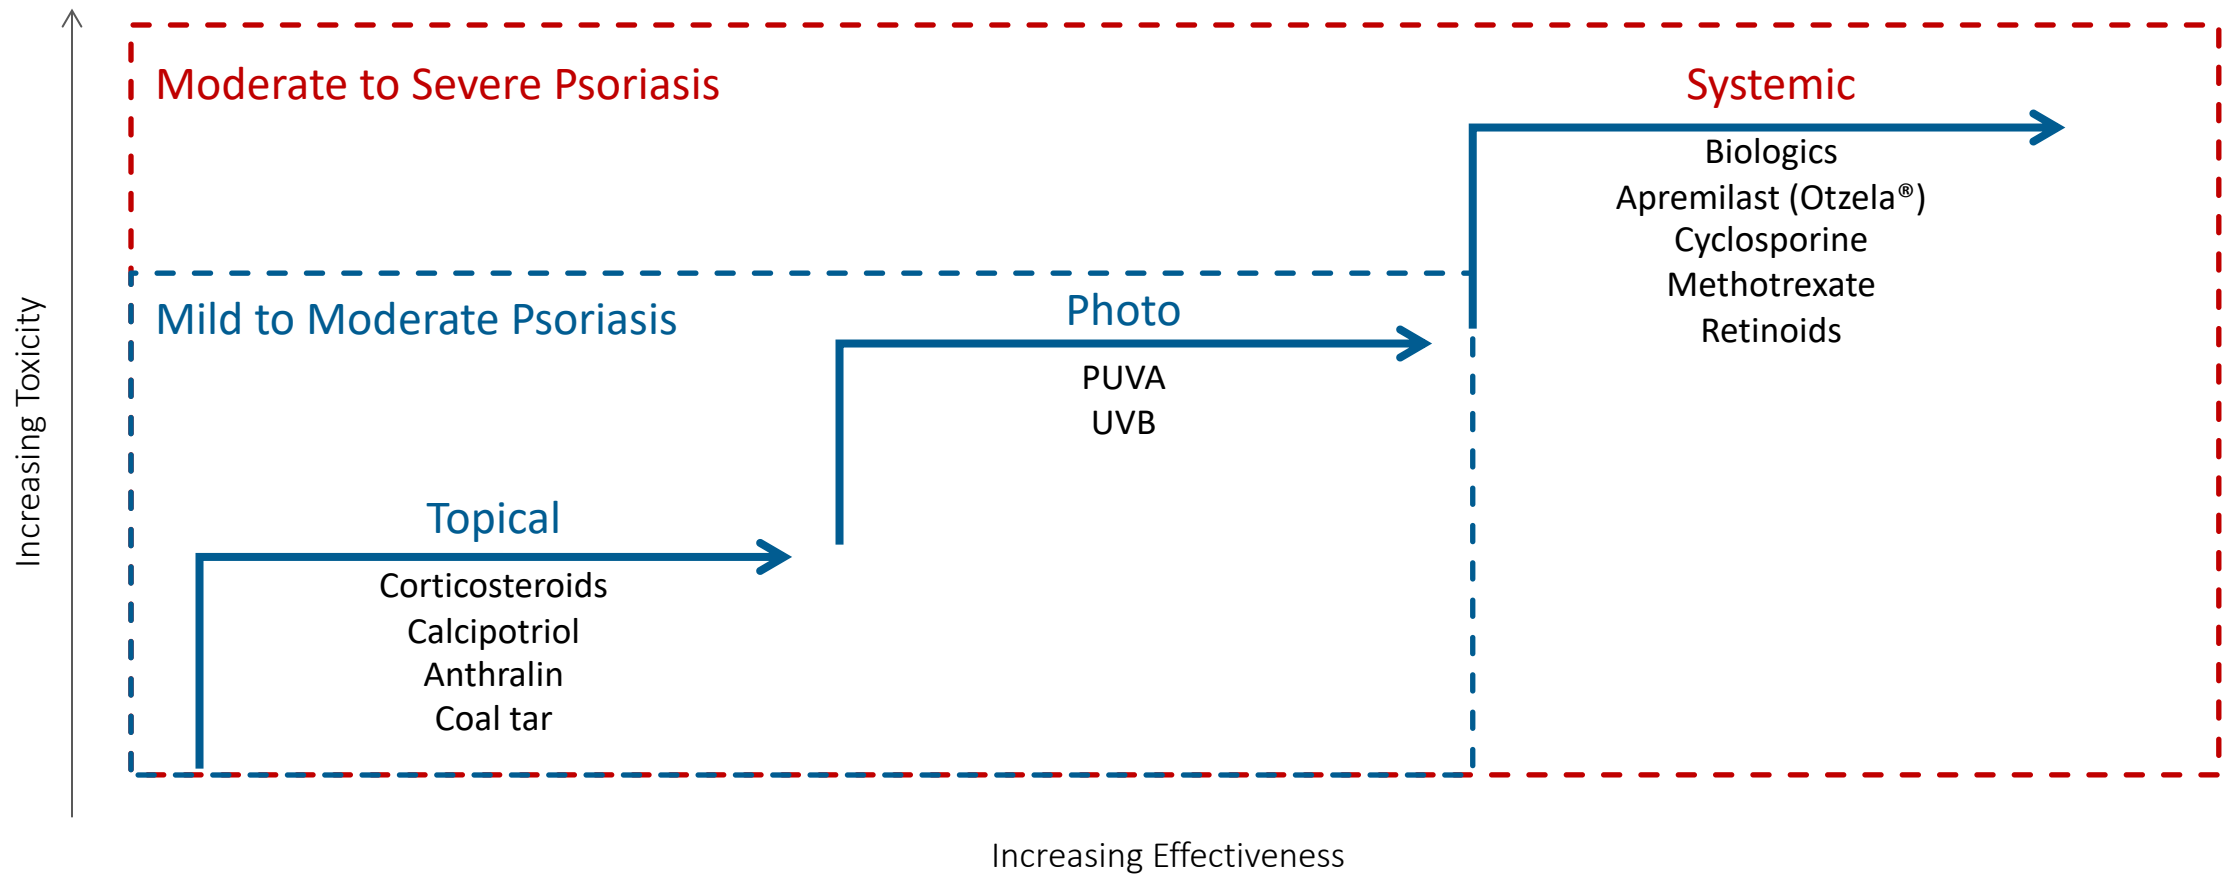 Moderate to Severe Psoriasis
Systemic
Biologics
Apremilast (Otzela®)
Cyclosporine
Methotrexate
Retinoids
Mild to Moderate Psoriasis
Photo
PUVA
UVB
Topical
Corticosteroids
Calcipotriol
Anthralin
Coal tar
Increasing Toxicity
Increasing Effectiveness